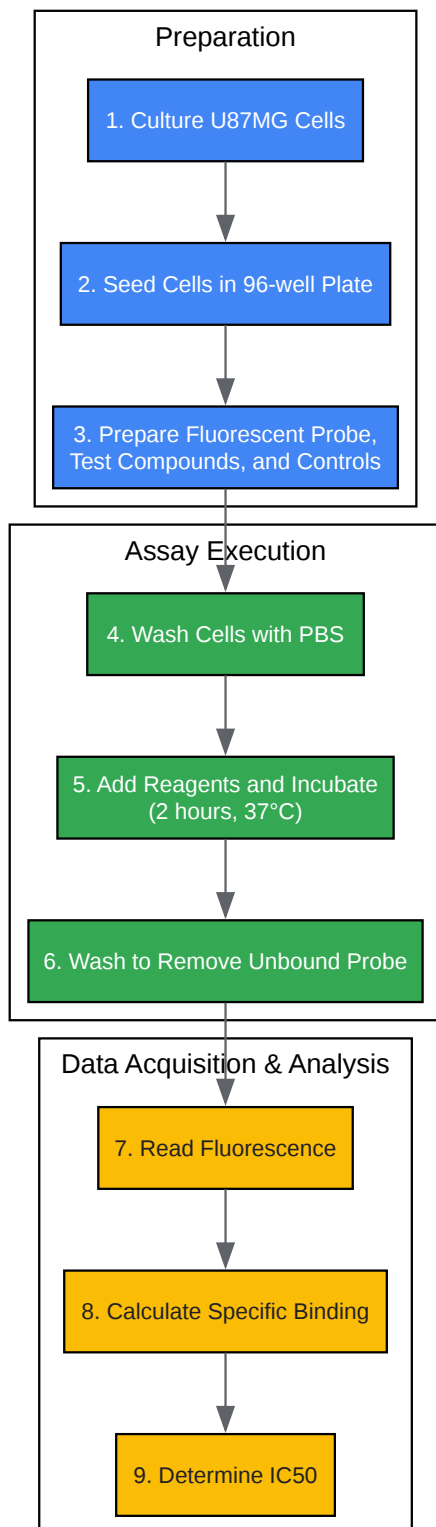 Preparation
1. Culture U87MG Cells
2. Seed Cells in 96-well Plate
3. Prepare Fluorescent Probe,
Test Compounds, and Controls
Assay Execution
4. Wash Cells with PBS
5. Add Reagents and Incubate
(2 hours, 37°C)
6. Wash to Remove Unbound Probe
Data Acquisition & Analysis
7. Read Fluorescence
8. Calculate Specific Binding
9. Determine IC50